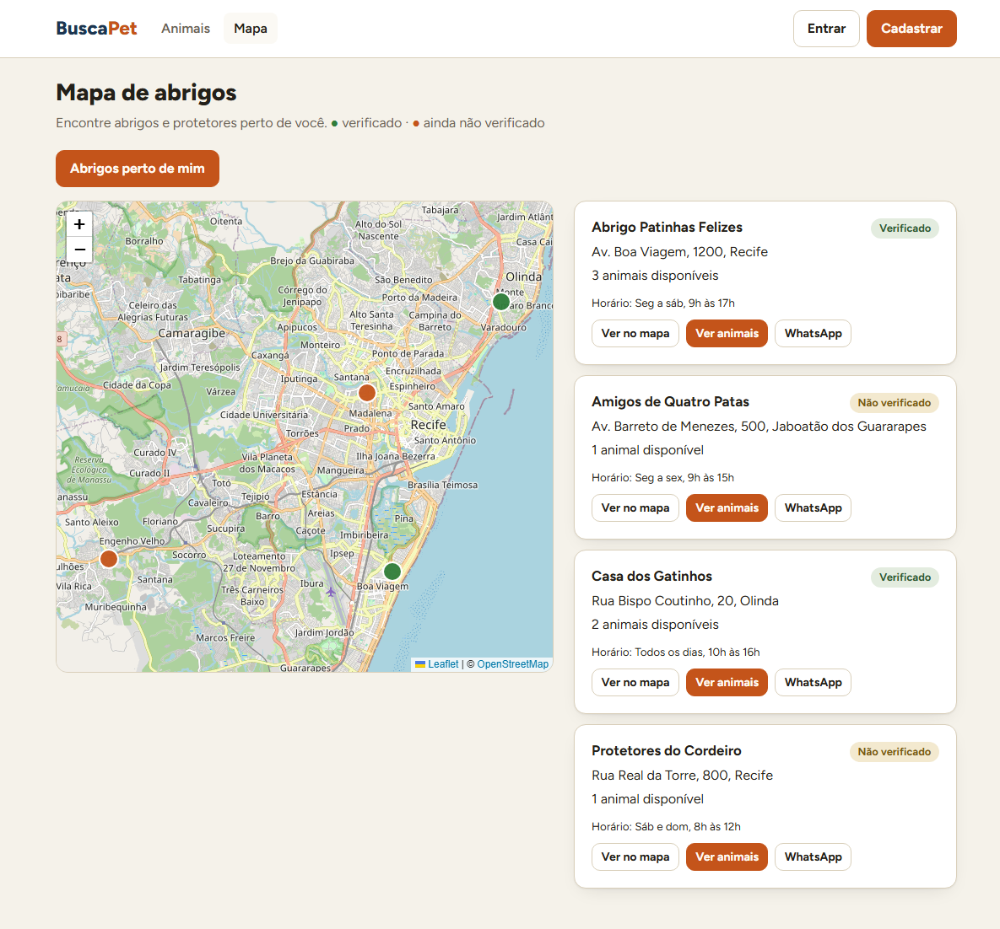 BuscaPet
Animais
Mapa
Entrar
Cadastrar
Mapa de abrigos
Encontre abrigos e protetores perto de você. ● verificado · ● ainda não verificado
Abrigos perto de mim
+
−
Tabajara
Oitenta
Alto do Sol
Nascente
Jardim Atlânt
Borralho
Casa Cai
Brejo da Guabiraba
Tabatinga
São Benedito
Olinda
Córrego do
Jenipapo
Porto da Madeira
Monte
Celeiro das
Alegrias Futuras
Alto Santa
Teresinha
Campina do
Barreto
aro Branc
Apipucos
Varadouro
Camaragibe
Monteiro
8
Caxangá
Ponto de Parada
Jardim Teresópolis
Encruzilhada
Iputinga
Santana
Cidade da Copa
Várzea
Espinheiro
Cidade Universitária
Madalena
Santo Amaro
Torrões
Prado
Recife
Santo Antônio
Curado IV
Vila Planeta
dos Macacos
Ilha Joana Bezerra
Reserva
Ecológica
de Manassu
Curado II
Mangueira
Totó
Brasília Teimosa
anassu
Cavaleiro
Tejipió
Estância
Santo Aleixo
Floriano
Barro
Areias
Pina
Sucupira
Caçote
Imbiribeira
Engenho Velho
Socorro
Loteamento
27 de Novembro
Ipsep
ulhões
Vila Rica
Santana
Ibura
Boa Viagem
Três Carneiros
Baixo
Muribequinha
Marcos Freire
Jardim Jordão
Guararapes
Leaflet | © OpenStreetMap
Abrigo Patinhas Felizes
Verificado
Av. Boa Viagem, 1200, Recife
3 animais disponíveis
Horário: Seg a sáb, 9h às 17h
Ver no mapa
Ver animais
WhatsApp
Amigos de Quatro Patas
Não verificado
Av. Barreto de Menezes, 500, Jaboatão dos Guararapes
1 animal disponível
Horário: Seg a sex, 9h às 15h
Ver no mapa
Ver animais
WhatsApp
Casa dos Gatinhos
Verificado
Rua Bispo Coutinho, 20, Olinda
2 animais disponíveis
Horário: Todos os dias, 10h às 16h
Ver no mapa
Ver animais
WhatsApp
Protetores do Cordeiro
Não verificado
Rua Real da Torre, 800, Recife
1 animal disponível
Horário: Sáb e dom, 8h às 12h
Ver no mapa
Ver animais
WhatsApp